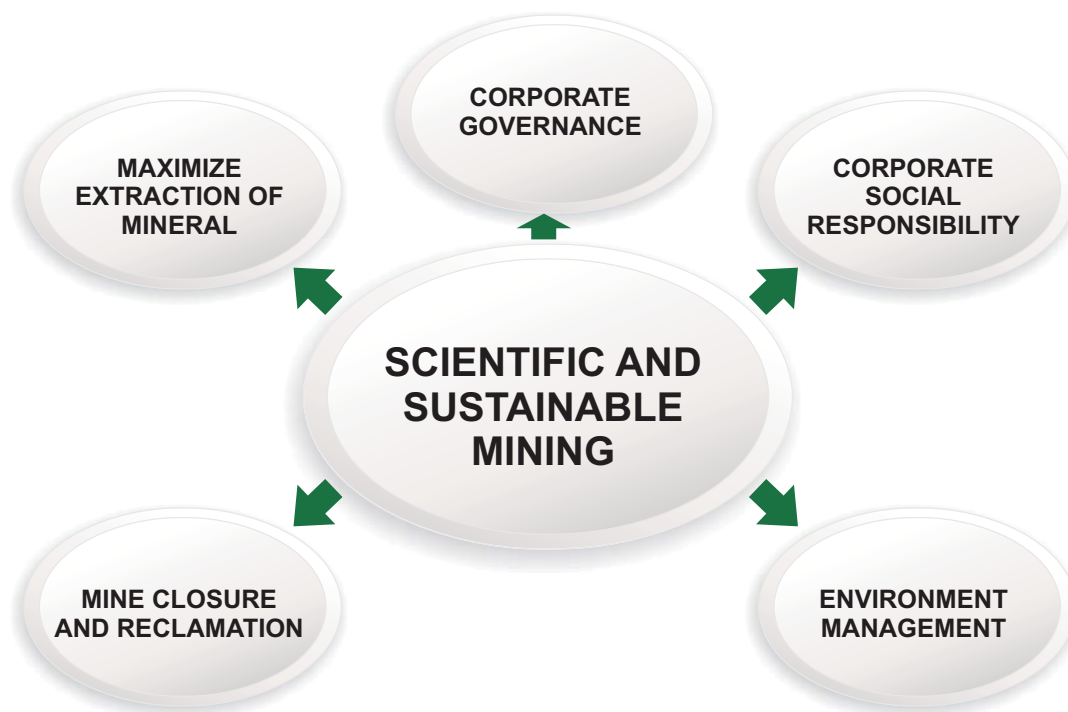 CORPORATE
GOVERNANCE
MAXIMIZE
EXTRACTION OF
MINERAL
CORPORATE
SOCIAL
RESPONSIBILITY
SCIENTIFIC AND
SUSTAINABLE
MINING
MINE CLOSURE
AND RECLAMATION
ENVIRONMENT
MANAGEMENT